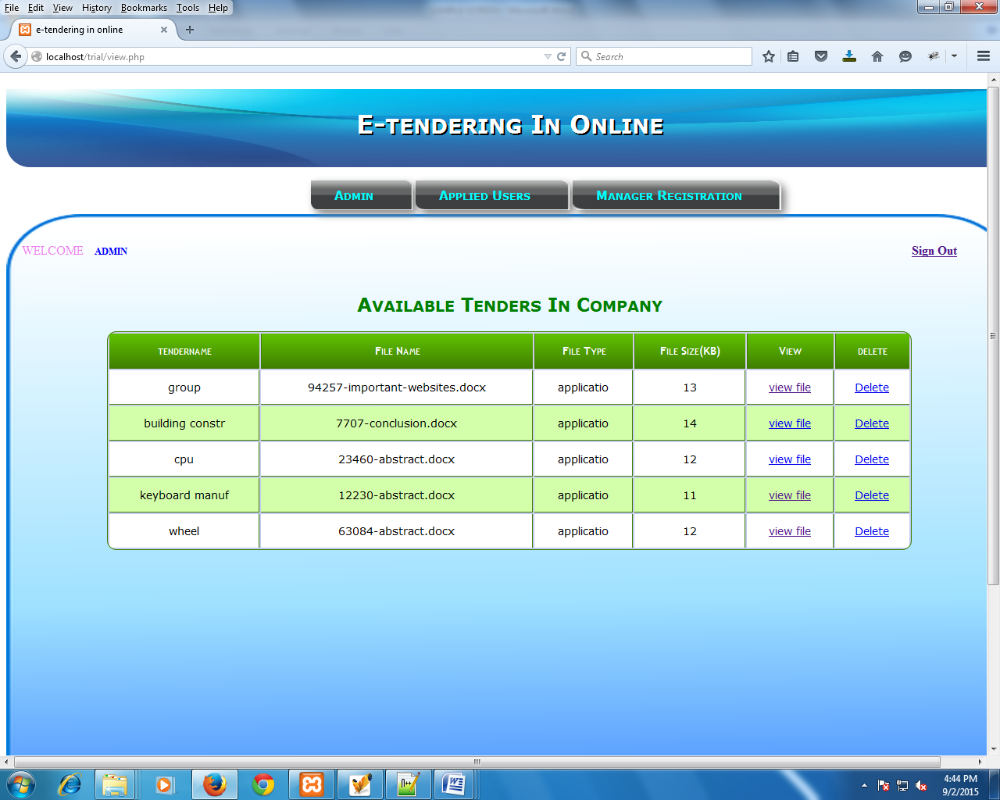 File Edit View History Bookmarks Tools Help
e-tendering in online
localhost/trial/view.php
Search
E-tendering In Online
Admin
Applied Users
Manager Registration
WELCOME ADMIN
Sign Out
Available Tenders In Company
tendername File Name File Type File Size(KB) View delete
group 94257-important-websites.docx applicatio 13 view file Delete
building constr 7707-conclusion.docx applicatio 14 view file Delete
cpu 23460-abstract.docx applicatio 12 view file Delete
keyboard manuf 12230-abstract.docx applicatio 11 view file Delete
wheel 63084-abstract.docx applicatio 12 view file Delete
4:44 PM
9/2/2015